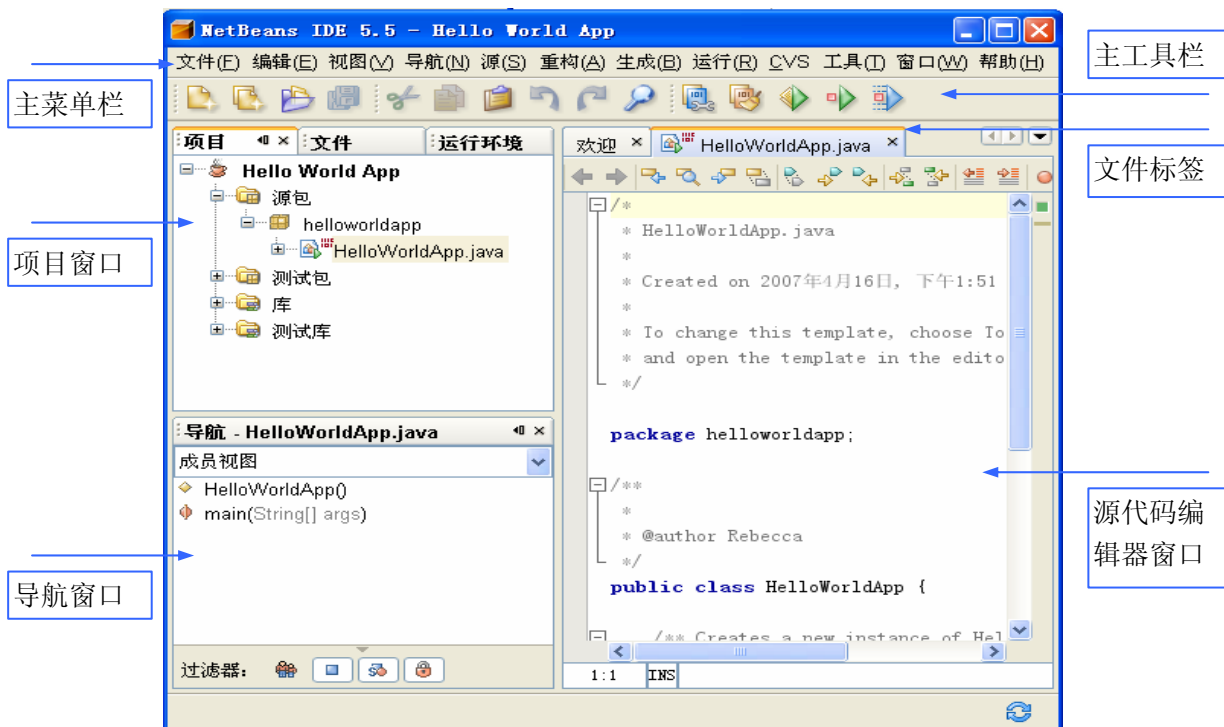 NetBeans IDE 5.5 - Hello World App
文件(F) 编辑(E) 视图(V) 导航(N) 源(S) 重构(A) 生成(B) 运行(R) CVS 工具(T) 窗口(W) 帮助(H)
主菜单栏
主工具栏
项目 文件 运行环境
欢迎 HelloWorldApp.java
文件标签
Hello World App
源包
helloworldapp
HelloWorldApp.java
测试包
库
测试库
项目窗口
导航 - HelloWorldApp.java
成员视图
HelloWorldApp()
main(String[] args)
导航窗口
过滤器:
/*
* HelloWorldApp.java
*
* Created on 2007年4月16日, 下午1:51
*
* To change this template, choose To
* and open the template in the edito
*/
package helloworldapp;
/**
*
* @author Rebecca
*/
public class HelloWorldApp {
/** Creates a new instance of Hel
源代码编
辑器窗口
1:1 INS